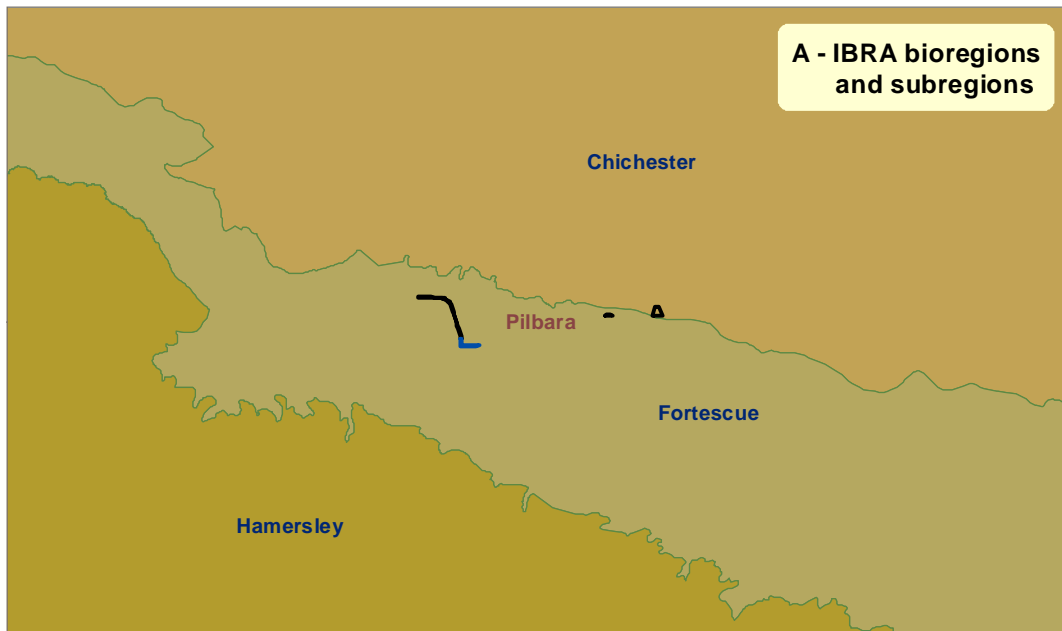 A - IBRA bioregions
and subregions
Chichester
Pilbara
Fortescue
Hamersley